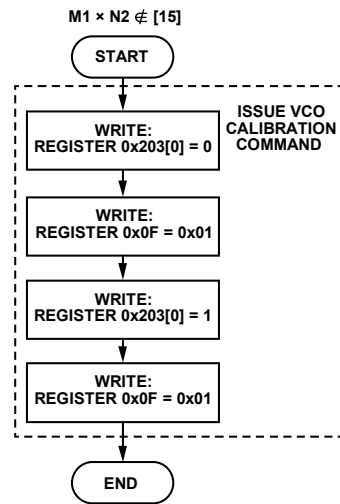 M1 × N2 ∉ [15]
START
ISSUE VCO
CALIBRATION
COMMAND
WRITE:
REGISTER 0x203[0] = 0
WRITE:
REGISTER 0x0F = 0x01
WRITE:
REGISTER 0x203[0] = 1
WRITE:
REGISTER 0x0F = 0x01
END